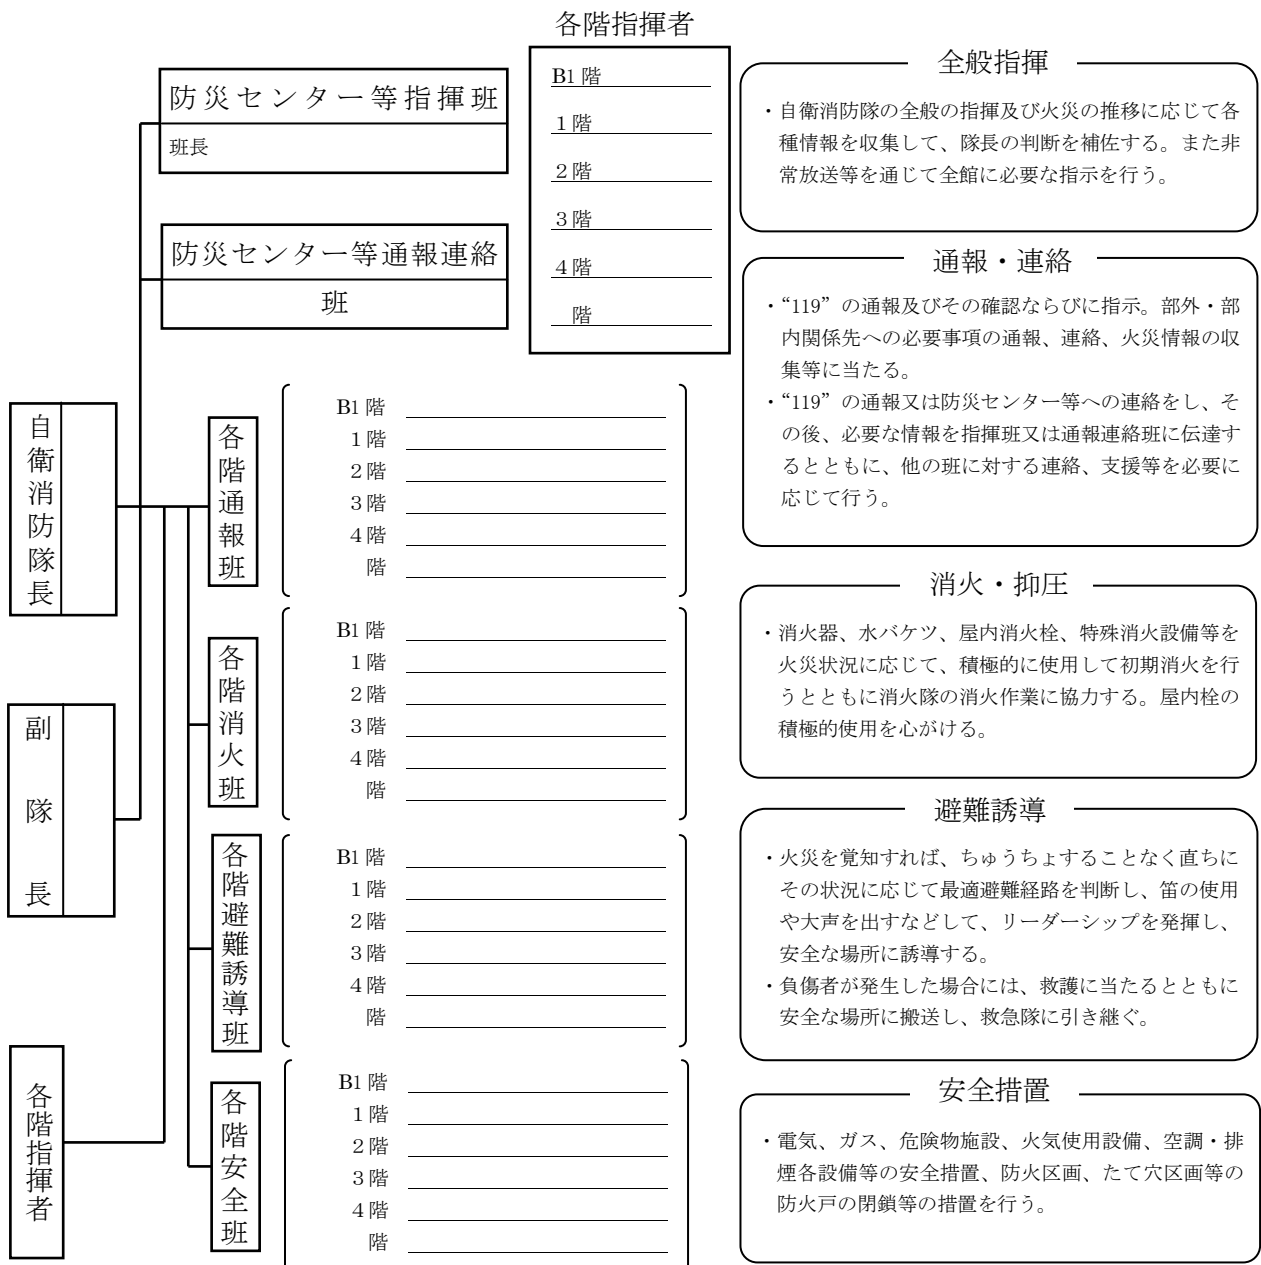 各階指揮者
B1 階
1 階
2 階
3 階
4 階
階
防災センター等指揮班
班長
防災センター等通報連絡
班
自衛消防隊長
副隊長
各階指揮者
各階通報班
B1 階
1 階
2 階
3 階
4 階
階
各階消火班
B1 階
1 階
2 階
3 階
4 階
階
各階避難誘導班
B1 階
1 階
2 階
3 階
4 階
階
各階安全班
B1 階
1 階
2 階
3 階
4 階
階
全般指揮
・自衛消防隊の全般の指揮及び火災の推移に応じて各
種情報を収集して、隊長の判断を補佐する。また非
常放送等を通じて全館に必要な指示を行う。
通報・連絡
・“119”の通報及びその確認ならびに指示。部外・部
内関係先への必要事項の通報、連絡、火災情報の収
集等に当たる。
・“119”の通報又は防災センター等への連絡をし、そ
の後、必要な情報を指揮班又は通報連絡班に伝達す
るとともに、他の班に対する連絡、支援等を必要に
応じて行う。
消火・抑圧
・消火器、水バケツ、屋内消火栓、特殊消火設備等を
火災状況に応じて、積極的に使用して初期消火を行
うとともに消火隊の消火作業に協力する。屋内栓の
積極的使用を心がける。
避難誘導
・火災を覚知すれば、ちゅうちょすることなく直ちに
その状況に応じて最適避難経路を判断し、笛の使用
や大声を出すなどして、リーダーシップを発揮し、
安全な場所に誘導する。
・負傷者が発生した場合には、救護に当たるとともに
安全な場所に搬送し、救急隊に引き継ぐ。
安全措置
・電気、ガス、危険物施設、火気使用設備、空調・排
煙各設備等の安全措置、防火区画、たて穴区画等の
防火戸の閉鎖等の措置を行う。